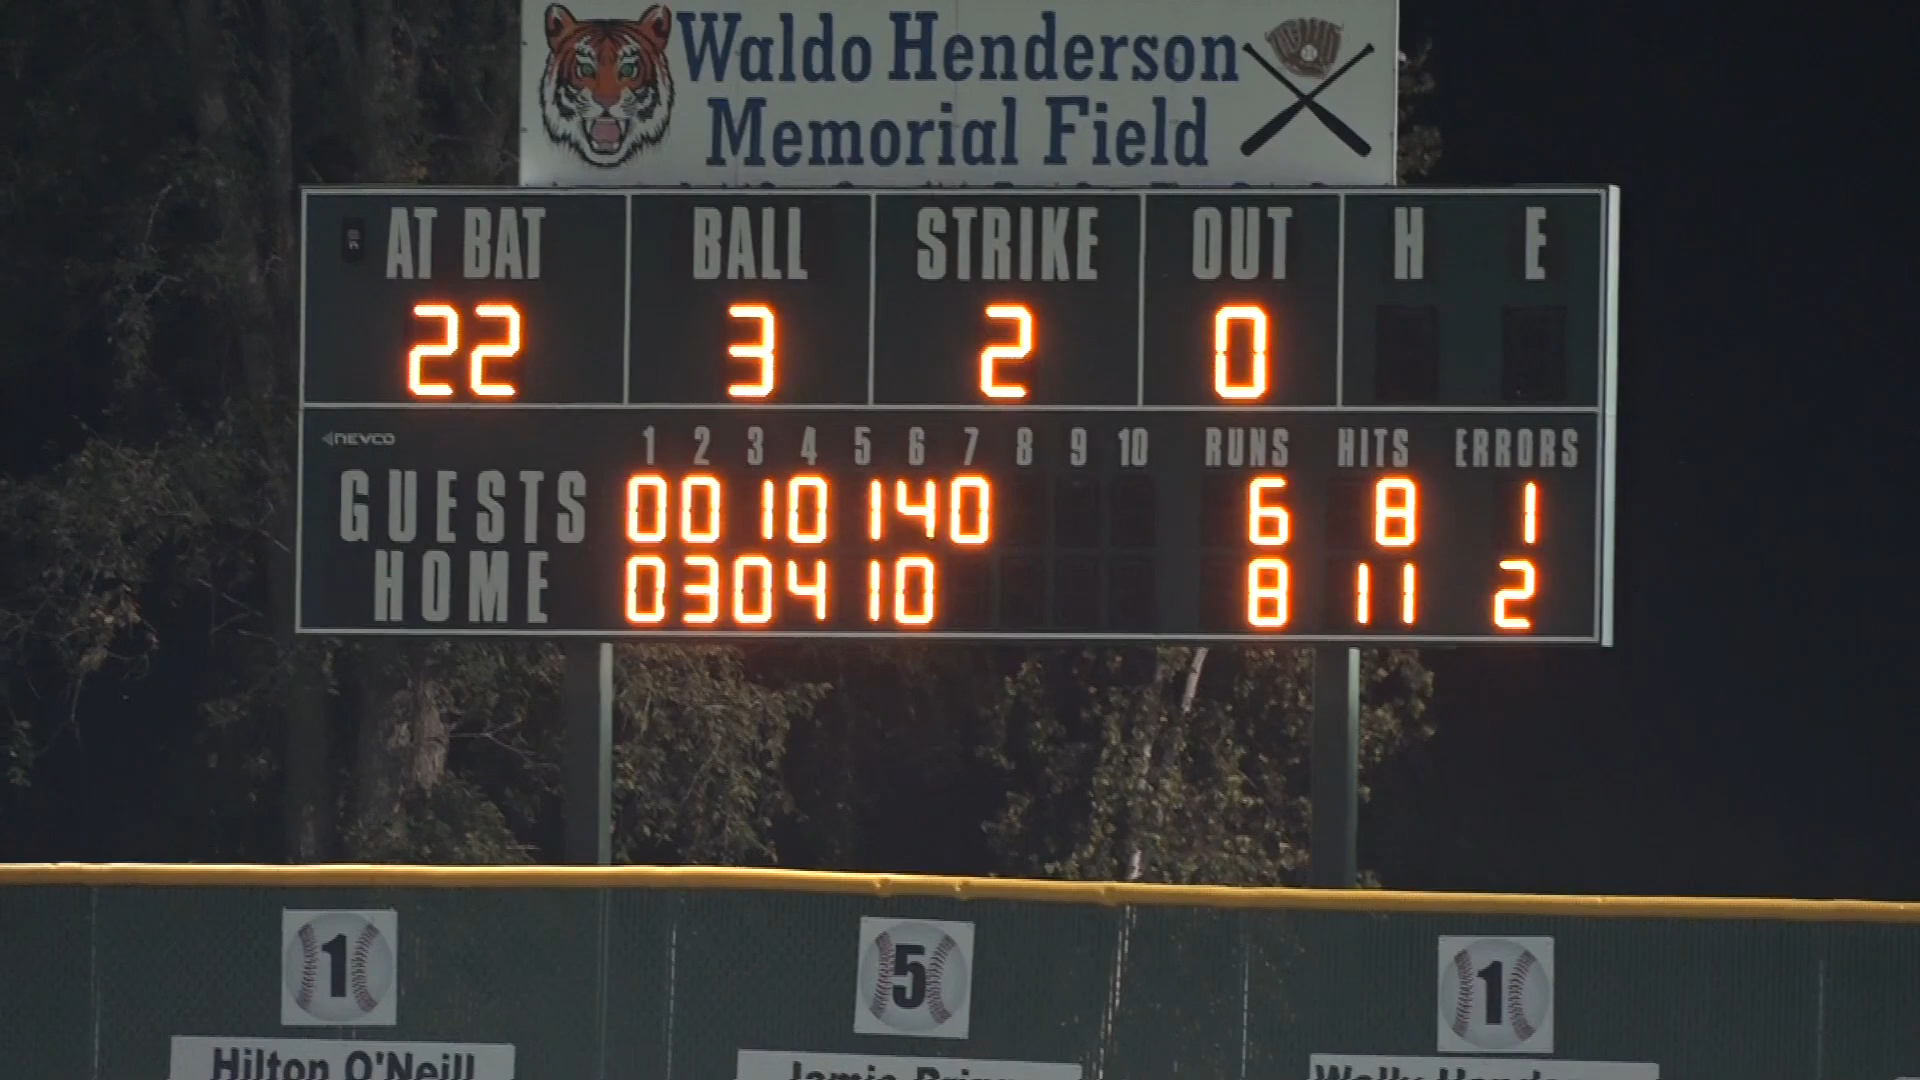 Waldo Henderson
Memorial Field
AT BAT BALL STRIKE OUT H E
22 3 2 0
NEVCO
1 2 3 4 5 6 7 8 9 10 RUNS HITS ERRORS
GUESTS 0 0 1 0 1 4 0 6 8 1
HOME 0 3 0 4 1 0 8 11 2
1 5 1
Hilton O'Neill Jamie Wally